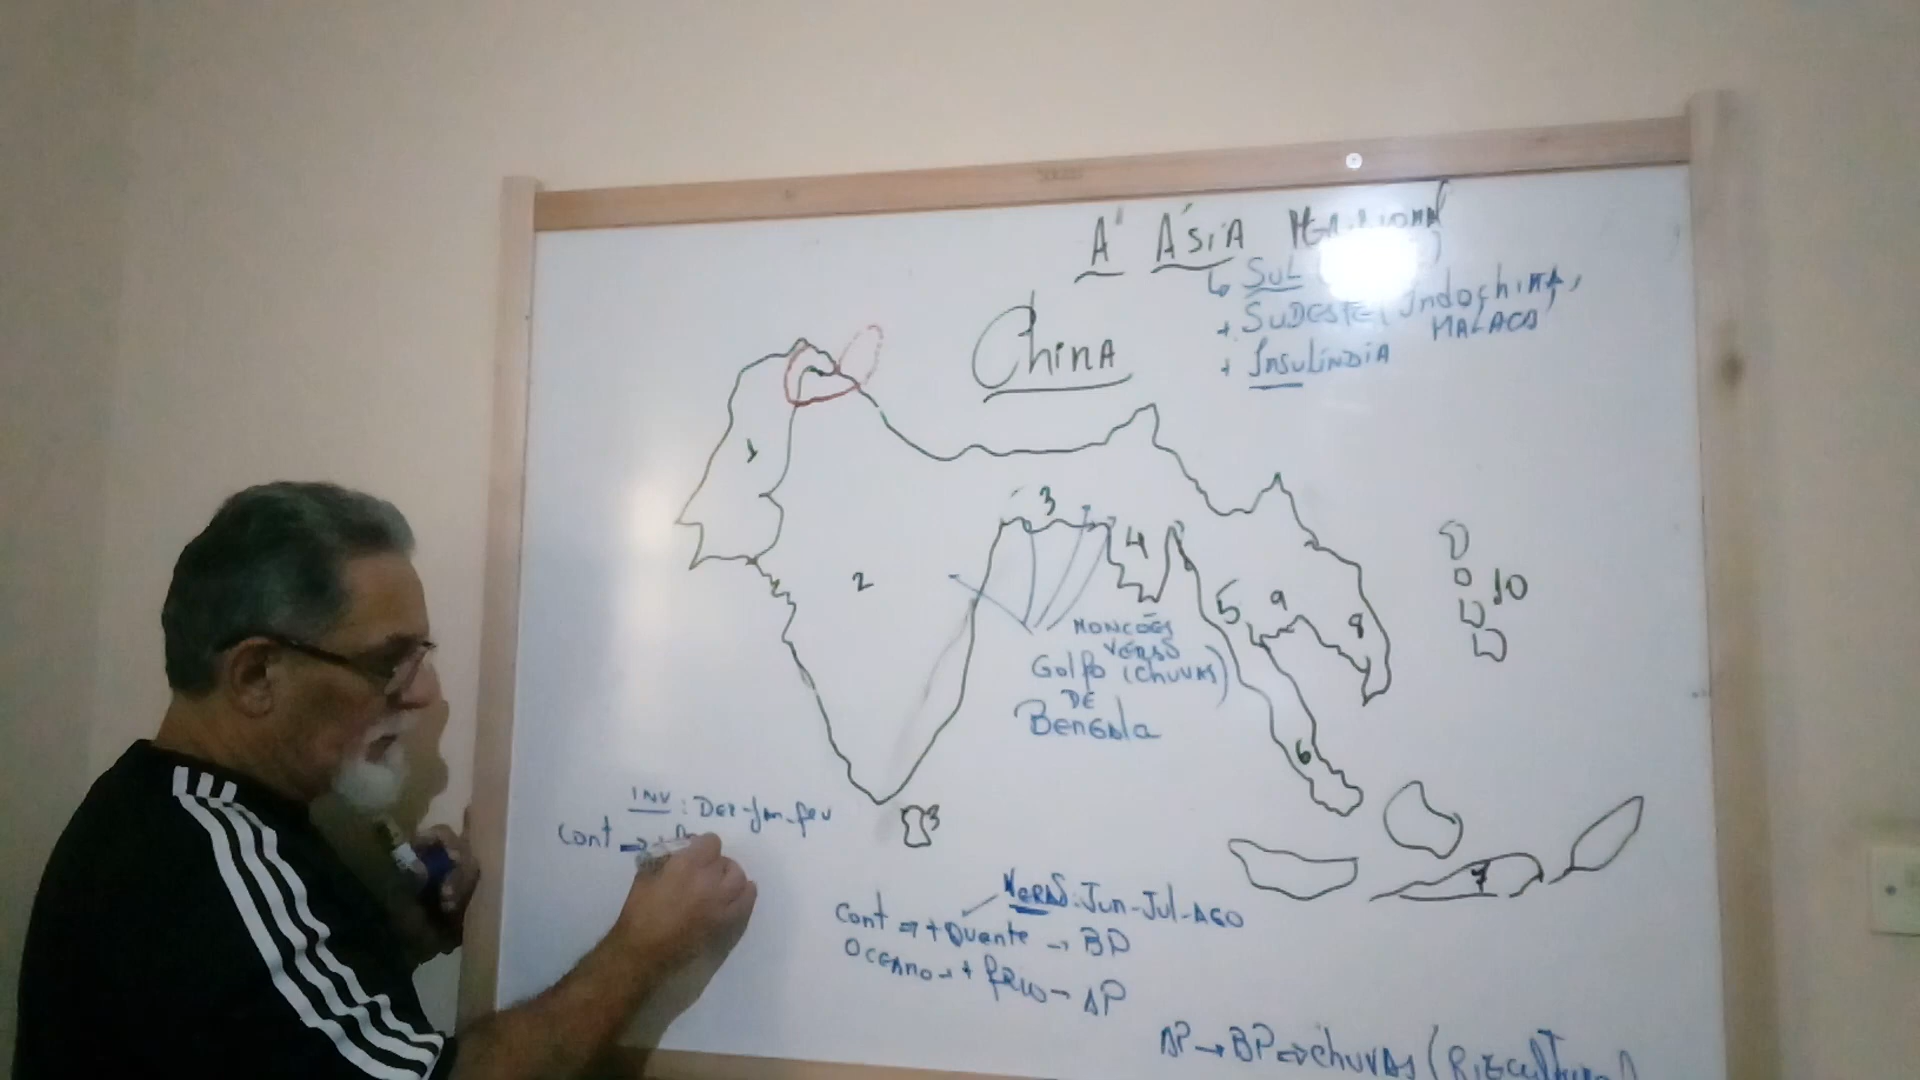 A ÁSIA
↳ SUL
+ SUDESTE (Indochina,
MALACA
+ INSULÍNDIA
China
1
2
3
4
5
9
8
10
MONÇÕES
VERÃO
Golfo (CHUVAS)
DE
BENGALA
6
3
7
INV: Dez-Jan-fev
Cont →
VERÃO: Jun-Jul-AGO
Cont ⇒ + Quente → BP
OCEANO → + frio → AP
AP → BP ⇒ CHUVAS (Rizicultura)